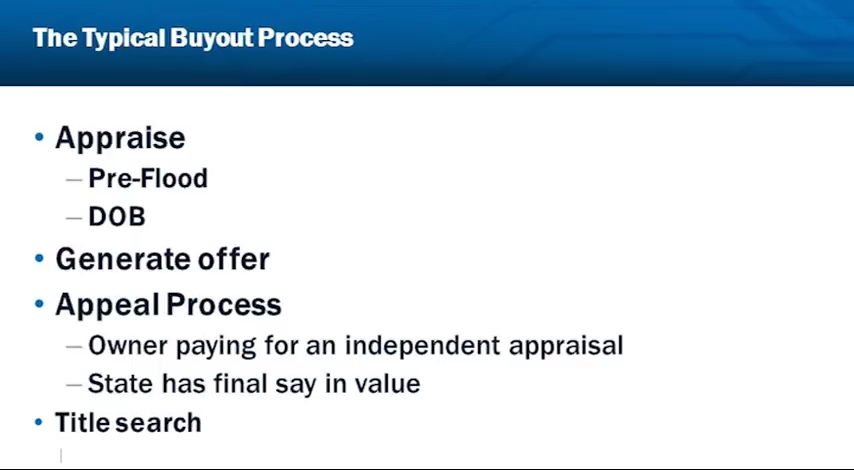 The Typical Buyout Process
• Appraise
– Pre-Flood
– DOB
• Generate offer
• Appeal Process
– Owner paying for an independent appraisal
– State has final say in value
• Title search